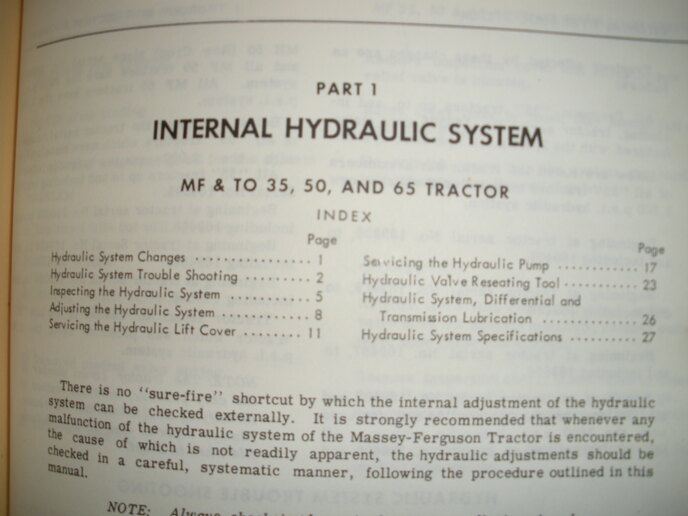 PART 1
INTERNAL HYDRAULIC SYSTEM
MF & TO 35, 50, AND 65 TRACTOR
INDEX
Page
Hydraulic System Changes ............ 1
Hydraulic System Trouble Shooting ........ 2
Inspecting the Hydraulic System .......... 5
Adjusting the Hydraulic System ........... 8
Servicing the Hydraulic Lift Cover ........ 11
Page
Servicing the Hydraulic Pump ........... 17
Hydraulic Valve Reseating Tool ......... 23
Hydraulic System, Differential and
Transmission Lubrication ............. 26
Hydraulic System Specifications .......... 27
There is no "sure-fire" shortcut by which the internal adjustment of the hydraulic
system can be checked externally. It is strongly recommended that whenever any
malfunction of the hydraulic system of the Massey-Ferguson Tractor is encountered,
the cause of which is not readily apparent, the hydraulic adjustments should be
checked in a careful, systematic manner, following the procedure outlined in this
manual.
NOTE: Always